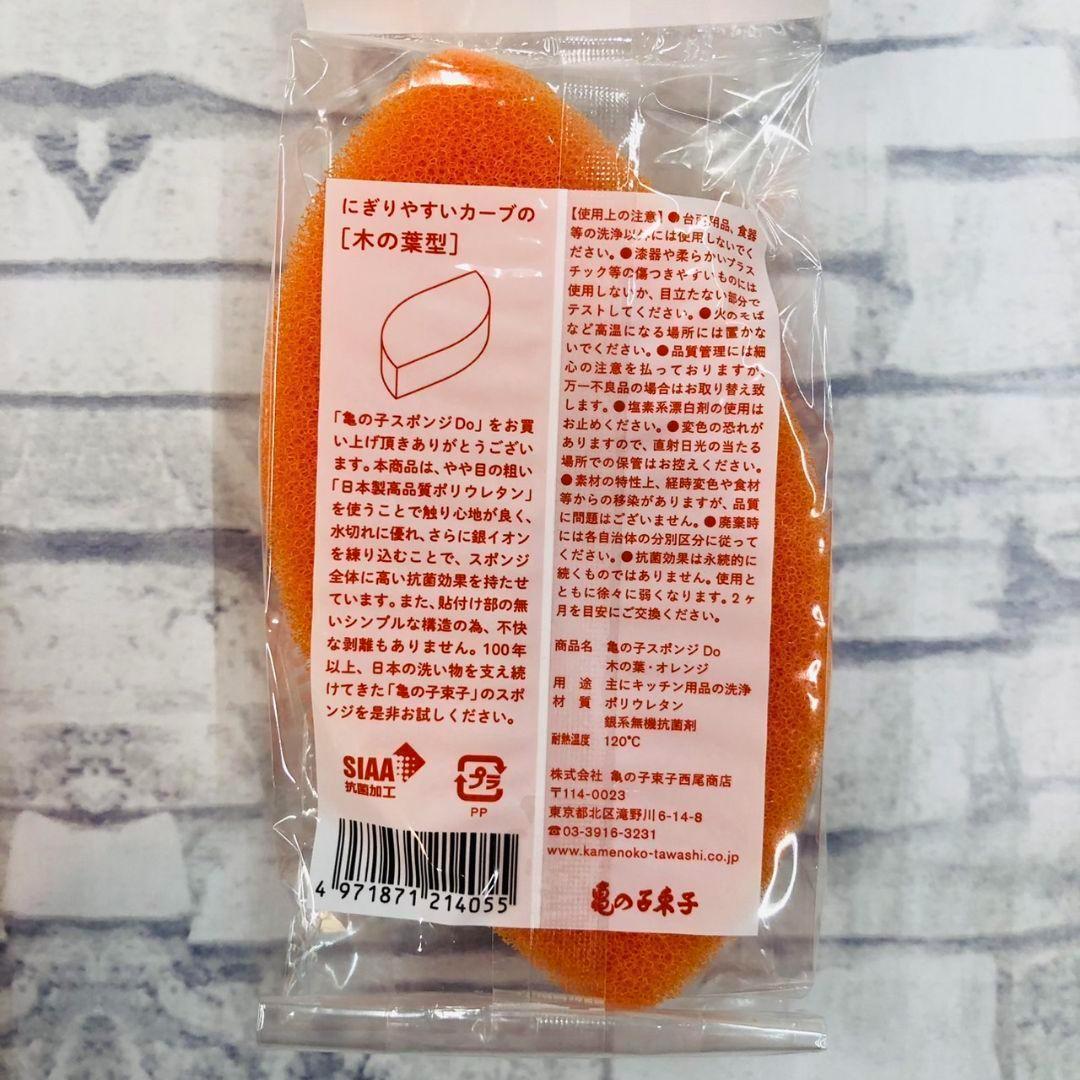 にぎりやすいカーブの
［木の葉型］
「亀の子スポンジDo」をお買
い上げ頂きありがとうござい
ます。本商品は、やや目の粗い
「日本製高品質ポリウレタン」
を使うことで触り心地が良く、
水切れに優れ、さらに銀イオン
を練り込むことで、スポンジ
全体に高い抗菌効果を持たせ
ています。また、貼付け部の無
いシンプルな構造の為、不快
な剥離もありません。100年
以上、日本の洗い物を支え続
けてきた「亀の子束子」のスポ
ンジを是非お試しください。
SIAA
抗菌加工
プラ
PP
4 971871 214055
【使用上の注意】●台所用品、食器
等の洗浄以外には使用しないでく
ださい。●漆器や柔らかいプラス
チック等の傷つきやすいものには
使用しないか、目立たない部分で
テストしてください。●火のそば
など高温になる場所には置かな
いでください。●品質管理には細
心の注意を払っておりますが、
万一不良品の場合はお取り替え致
します。●塩素系漂白剤の使用は
お止めください。●変色の恐れが
ありますので、直射日光の当たる
場所での保管はお控えください。
●素材の特性上、経時変色や食材
等からの移染がありますが、品質
に問題はございません。●廃棄時
には各自治体の分別区分に従って
ください。●抗菌効果は永続的に
続くものではありません。使用と
ともに徐々に弱くなります。2ヶ
月を目安にご交換ください。
商品名 亀の子スポンジ Do
木の葉・オレンジ
用途 主にキッチン用品の洗浄
材質 ポリウレタン
銀系無機抗菌剤
耐熱温度 120℃
株式会社 亀の子束子西尾商店
〒114-0023
東京都北区滝野川6-14-8
☎03-3916-3231
www.kamenoko-tawashi.co.jp
亀の子束子